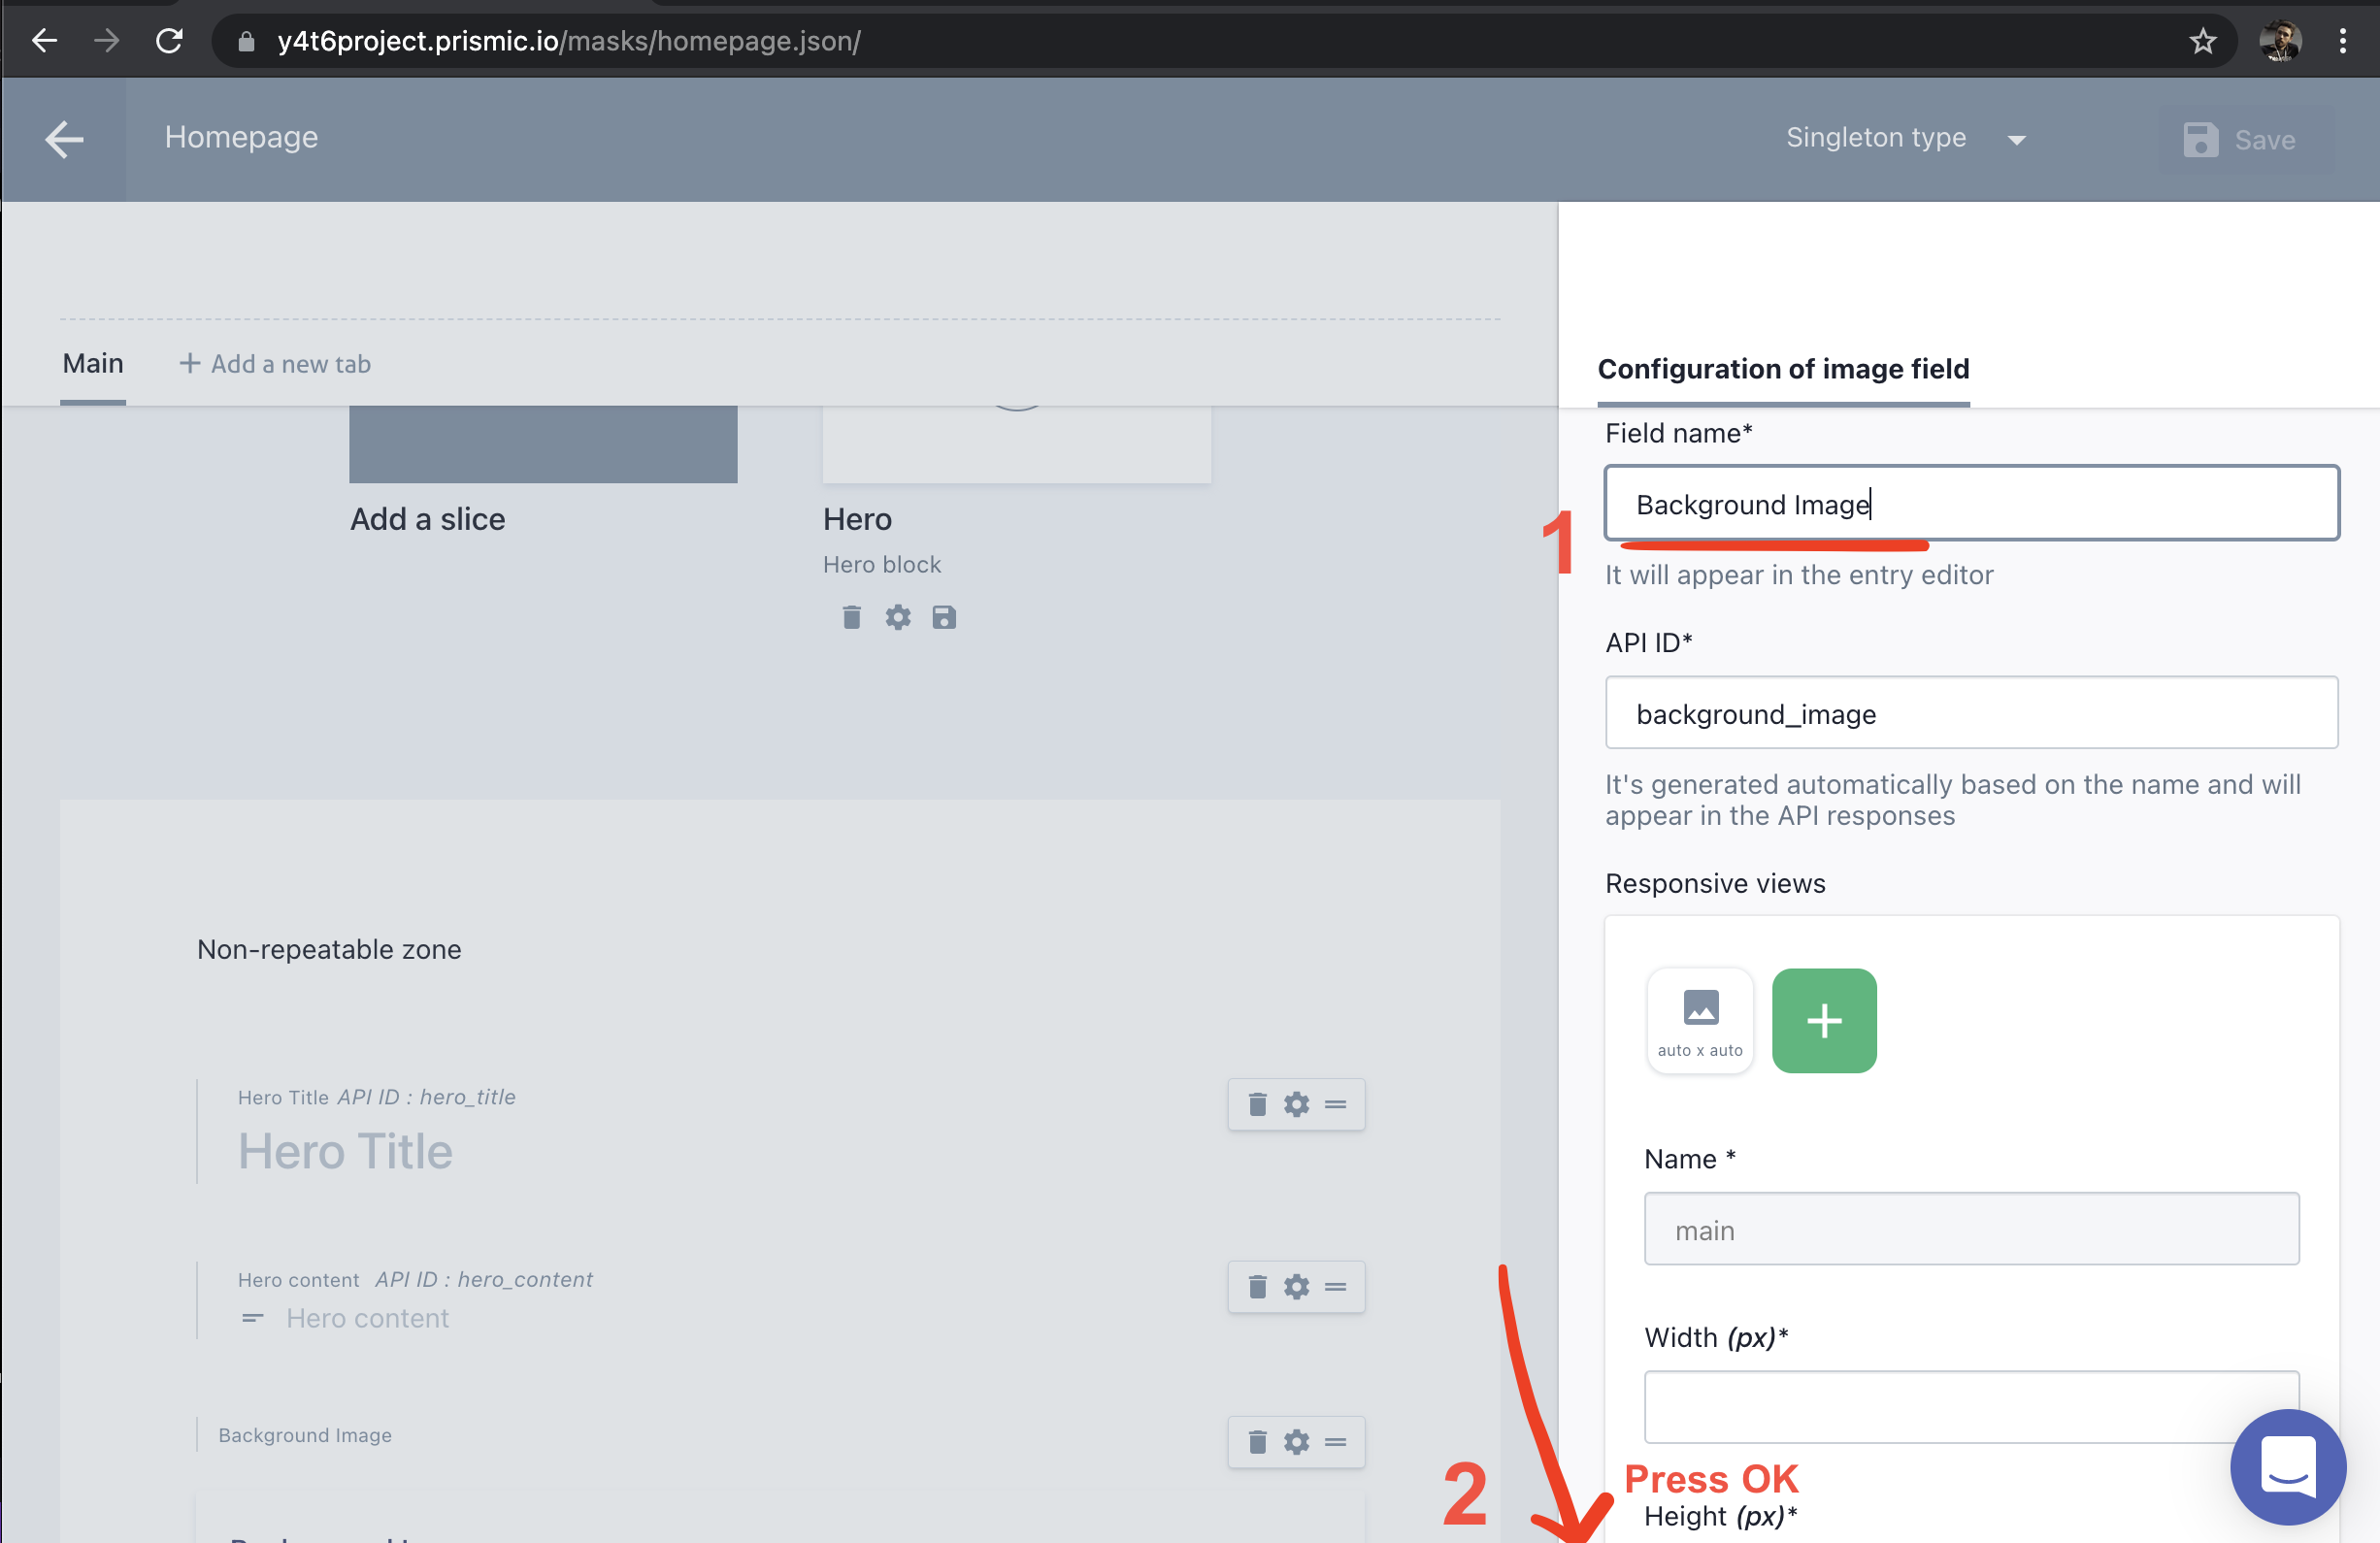 y4t6project.prismic.io/masks/homepage.json/
Homepage
Singleton type
Save
Main
+ Add a new tab
Add a slice
Hero
Hero block
Non-repeatable zone
Hero Title API ID : hero_title
Hero Title
Hero content API ID : hero_content
Hero content
Background Image
Configuration of image field
Field name*
Background Image
1
It will appear in the entry editor
API ID*
background_image
It's generated automatically based on the name and will
appear in the API responses
Responsive views
auto x auto
Name *
main
Width (px)*
2
Press OK
Height (px)*